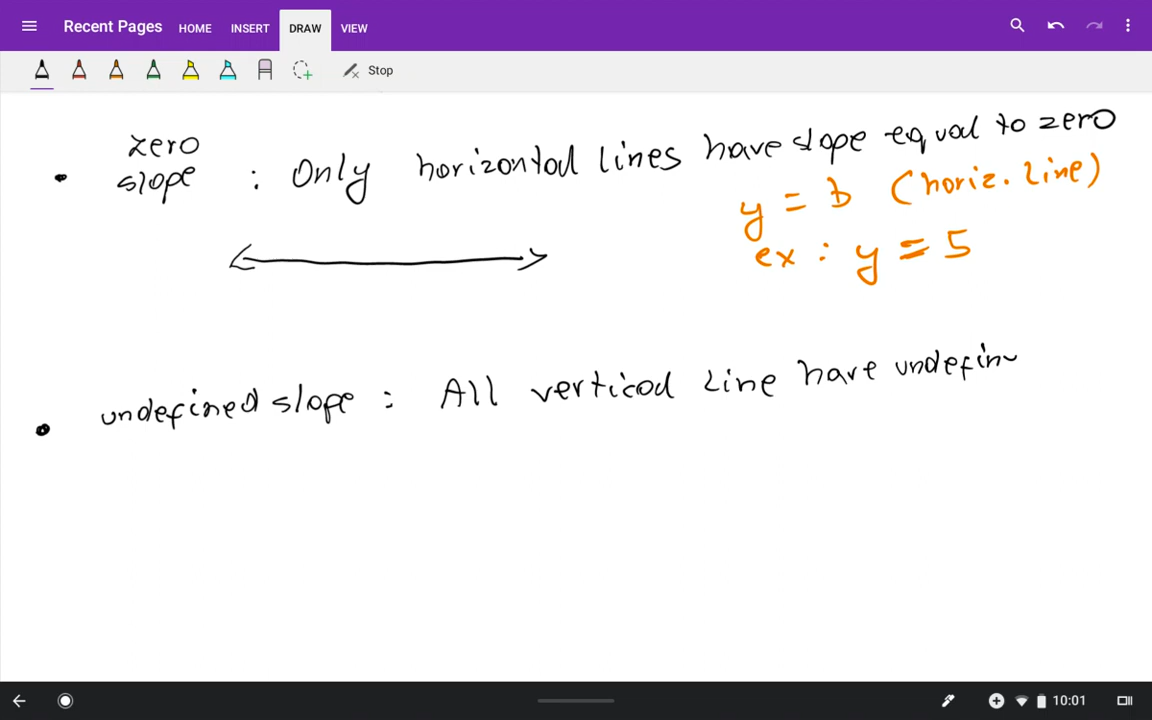 Recent Pages HOME INSERT DRAW VIEW
Stop
zero
slope : Only horizontal lines have slope equal to zero
y = b (horiz. line)
ex : y = 5
undefined slope : All vertical line have undefin
10:01